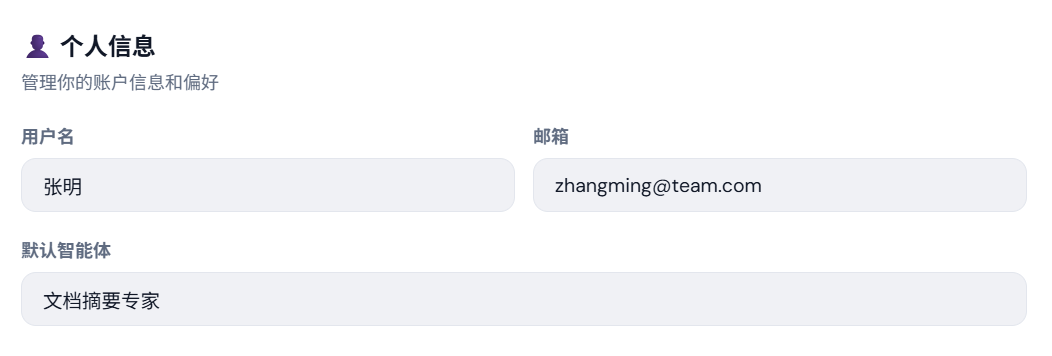 个人信息
管理你的账户信息和偏好
用户名
邮箱
张明
zhangming@team.com
默认智能体
文档摘要专家